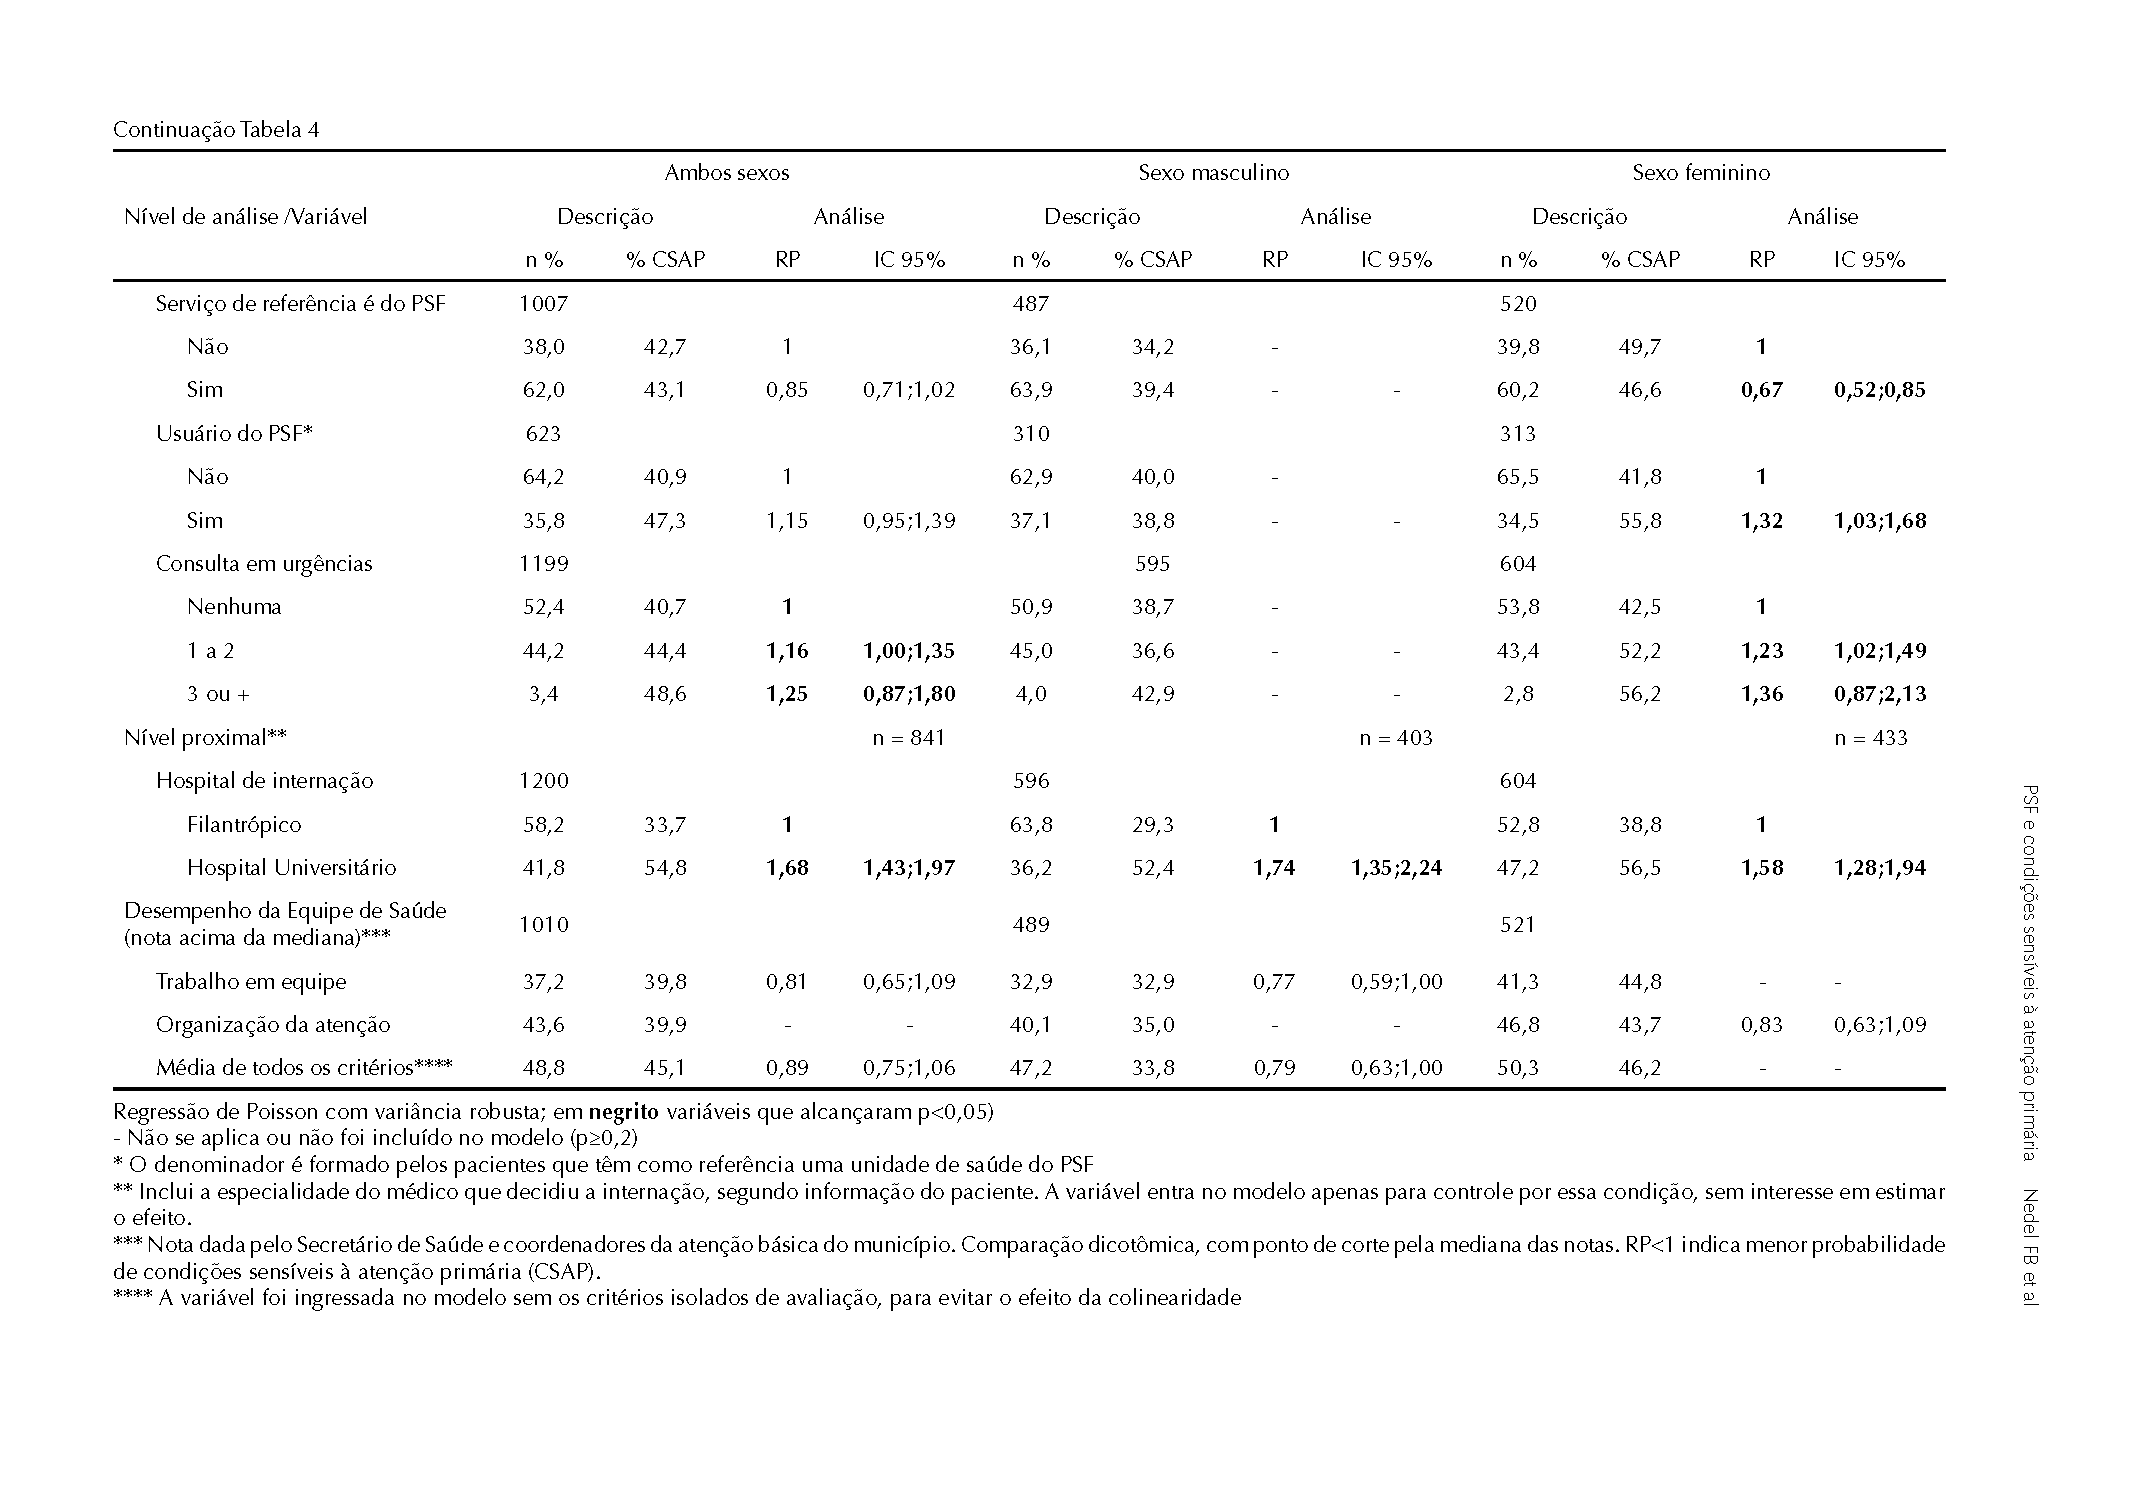 Continuação Tabela 4
Ambos sexos Sexo masculino Sexo feminino
Nível de análise /Variável Descrição Análise Descrição Análise Descrição Análise
n % % CSAP RP IC 95% n % % CSAP RP IC 95% n % % CSAP RP IC 95%
Serviço de referência é do PSF 1007 487 520
Não 38,0 42,7 1 36,1 34,2 - 39,8 49,7 1
Sim 62,0 43,1 0,85 0,71;1,02 63,9 39,4 - - 60,2 46,6 0,67 0,52;0,85
Usuário do PSF* 623 310 313
Não 64,2 40,9 1 62,9 40,0 - 65,5 41,8 1
Sim 35,8 47,3 1,15 0,95;1,39 37,1 38,8 - - 34,5 55,8 1,32 1,03;1,68
Consulta em urgências 1199 595 604
Nenhuma 52,4 40,7 1 50,9 38,7 - 53,8 42,5 1
1 a 2 44,2 44,4 1,16 1,00;1,35 45,0 36,6 - - 43,4 52,2 1,23 1,02;1,49
3 ou + 3,4 48,6 1,25 0,87;1,80 4,0 42,9 - - 2,8 56,2 1,36 0,87;2,13
Nível proximal** n = 841 n = 403 n = 433
Hospital de internação 1200 596 604
Filantrópico 58,2 33,7 1 63,8 29,3 1 52,8 38,8 1
Hospital Universitário 41,8 54,8 1,68 1,43;1,97 36,2 52,4 1,74 1,35;2,24 47,2 56,5 1,58 1,28;1,94
Desempenho da Equipe de Saúde
(nota acima da mediana)*** 1010 489 521
Trabalho em equipe 37,2 39,8 0,81 0,65;1,09 32,9 32,9 0,77 0,59;1,00 41,3 44,8 - -
Organização da atenção 43,6 39,9 - - 40,1 35,0 - - 46,8 43,7 0,83 0,63;1,09
Média de todos os critérios**** 48,8 45,1 0,89 0,75;1,06 47,2 33,8 0,79 0,63;1,00 50,3 46,2 - -
Regressão de Poisson com variância robusta; em negrito variáveis que alcançaram p<0,05)
- Não se aplica ou não foi incluído no modelo (p≥0,2)
* O denominador é formado pelos pacientes que têm como referência uma unidade de saúde do PSF
** Inclui a especialidade do médico que decidiu a internação, segundo informação do paciente. A variável entra no modelo apenas para controle por essa condição, sem interesse em estimar
o efeito.
*** Nota dada pelo Secretário de Saúde e coordenadores da atenção básica do município. Comparação dicotômica, com ponto de corte pela mediana das notas. RP<1 indica menor probabilidade
de condições sensíveis à atenção primária (CSAP).
**** A variável foi ingressada no modelo sem os critérios isolados de avaliação, para evitar o efeito da colinearidade
PSF e condições sensíveis à atenção primária Nedel FB et al